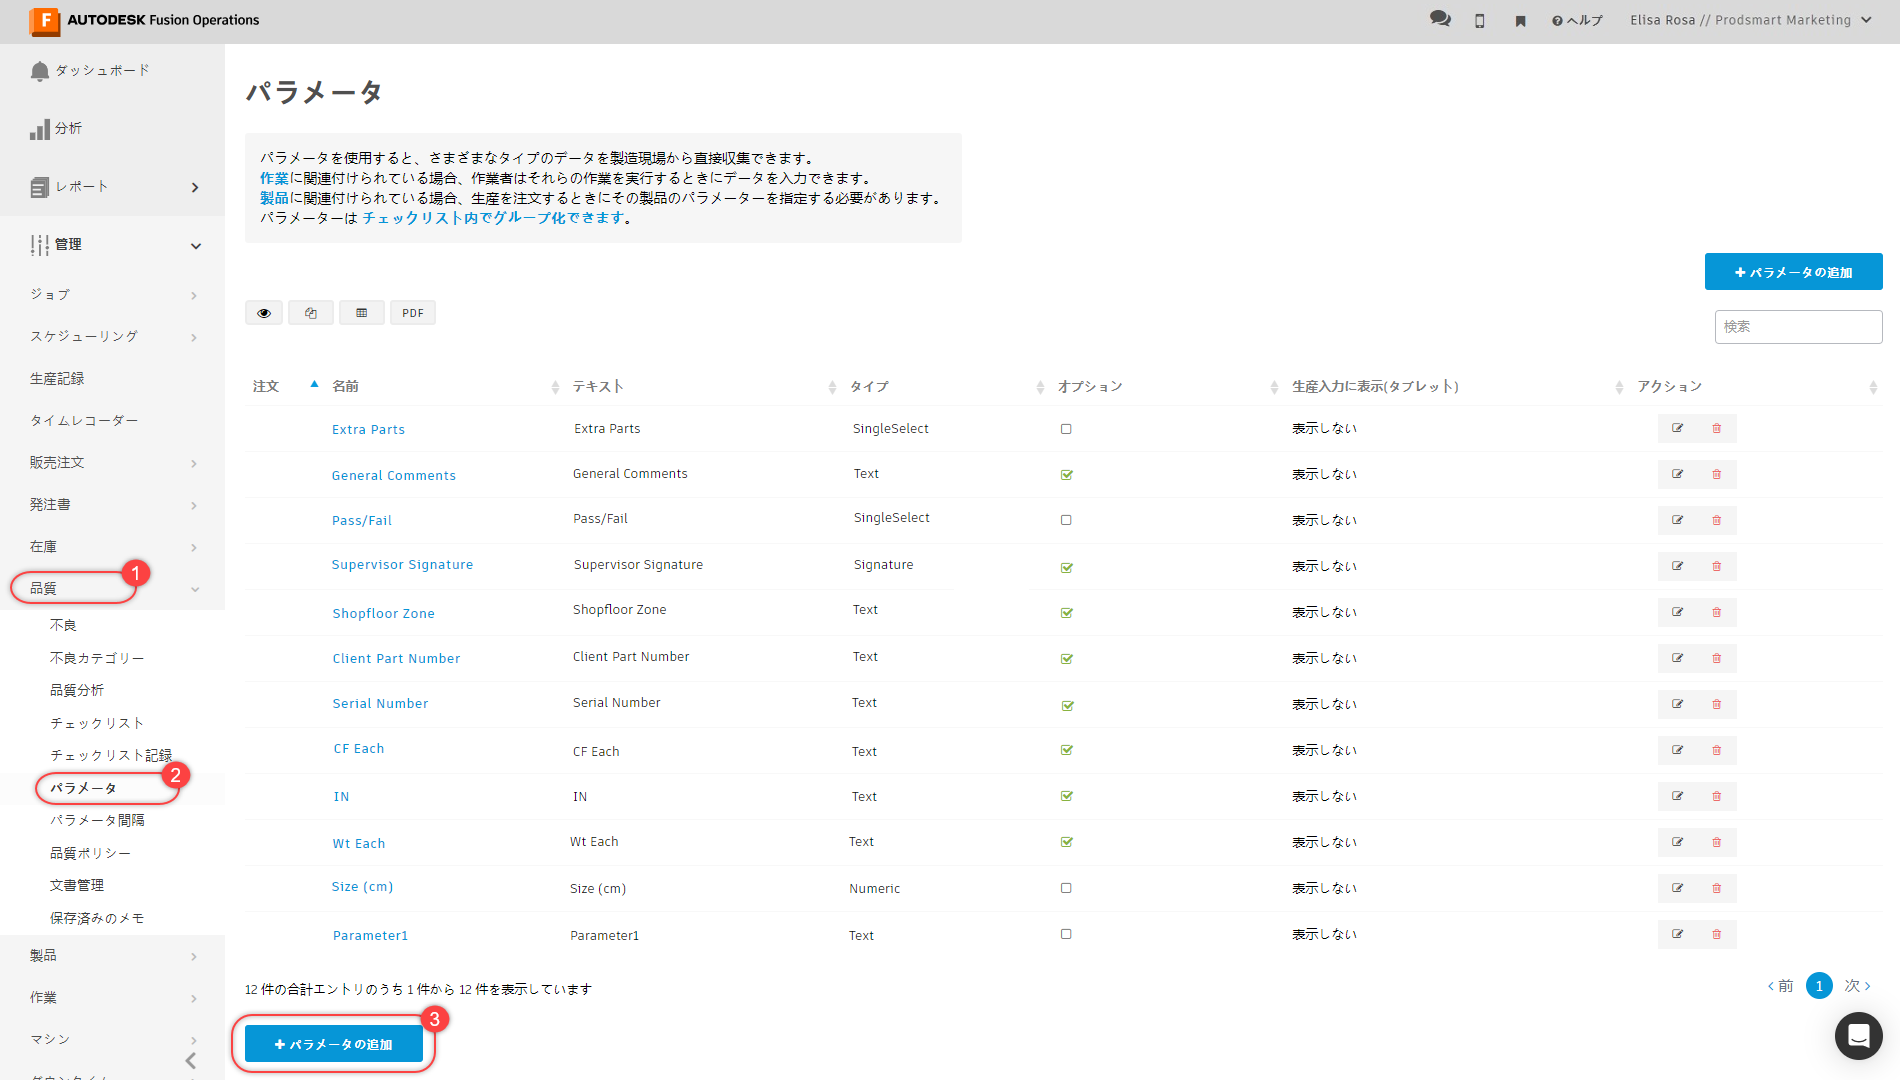 F AUTODESK Fusion Operations
ヘルプ
Elisa Rosa // Prodsmart Marketing
ダッシュボード
分析
レポート
管理
ジョブ
スケジューリング
生産記録
タイムレコーダー
販売注文
発注書
在庫
品質
1
不良
不良カテゴリー
品質分析
チェックリスト
チェックリスト記録
パラメータ
2
パラメータ間隔
品質ポリシー
文書管理
保存済みのメモ
製品
作業
マシン
パラメータ
パラメータを使用すると、さまざまなタイプのデータを製造現場から直接収集できます。
作業に関連付けられている場合、作業者はそれらの作業を実行するときにデータを入力できます。
製品に関連付けられている場合、生産を注文するときにその製品のパラメーターを指定する必要があります。
パラメーターは チェックリスト内でグループ化できます。
+ パラメータの追加
PDF
検索
注文 名前 テキスト タイプ オプション 生産入力に表示(タブレット) アクション
Extra Parts Extra Parts SingleSelect 表示しない
General Comments General Comments Text 表示しない
Pass/Fail Pass/Fail SingleSelect 表示しない
Supervisor Signature Supervisor Signature Signature 表示しない
Shopfloor Zone Shopfloor Zone Text 表示しない
Client Part Number Client Part Number Text 表示しない
Serial Number Serial Number Text 表示しない
CF Each CF Each Text 表示しない
IN IN Text 表示しない
Wt Each Wt Each Text 表示しない
Size (cm) Size (cm) Numeric 表示しない
Parameter1 Parameter1 Text 表示しない
12 件の合計エントリのうち 1 件から 12 件を表示しています
‹ 前 1 次 ›
+ パラメータの追加
3